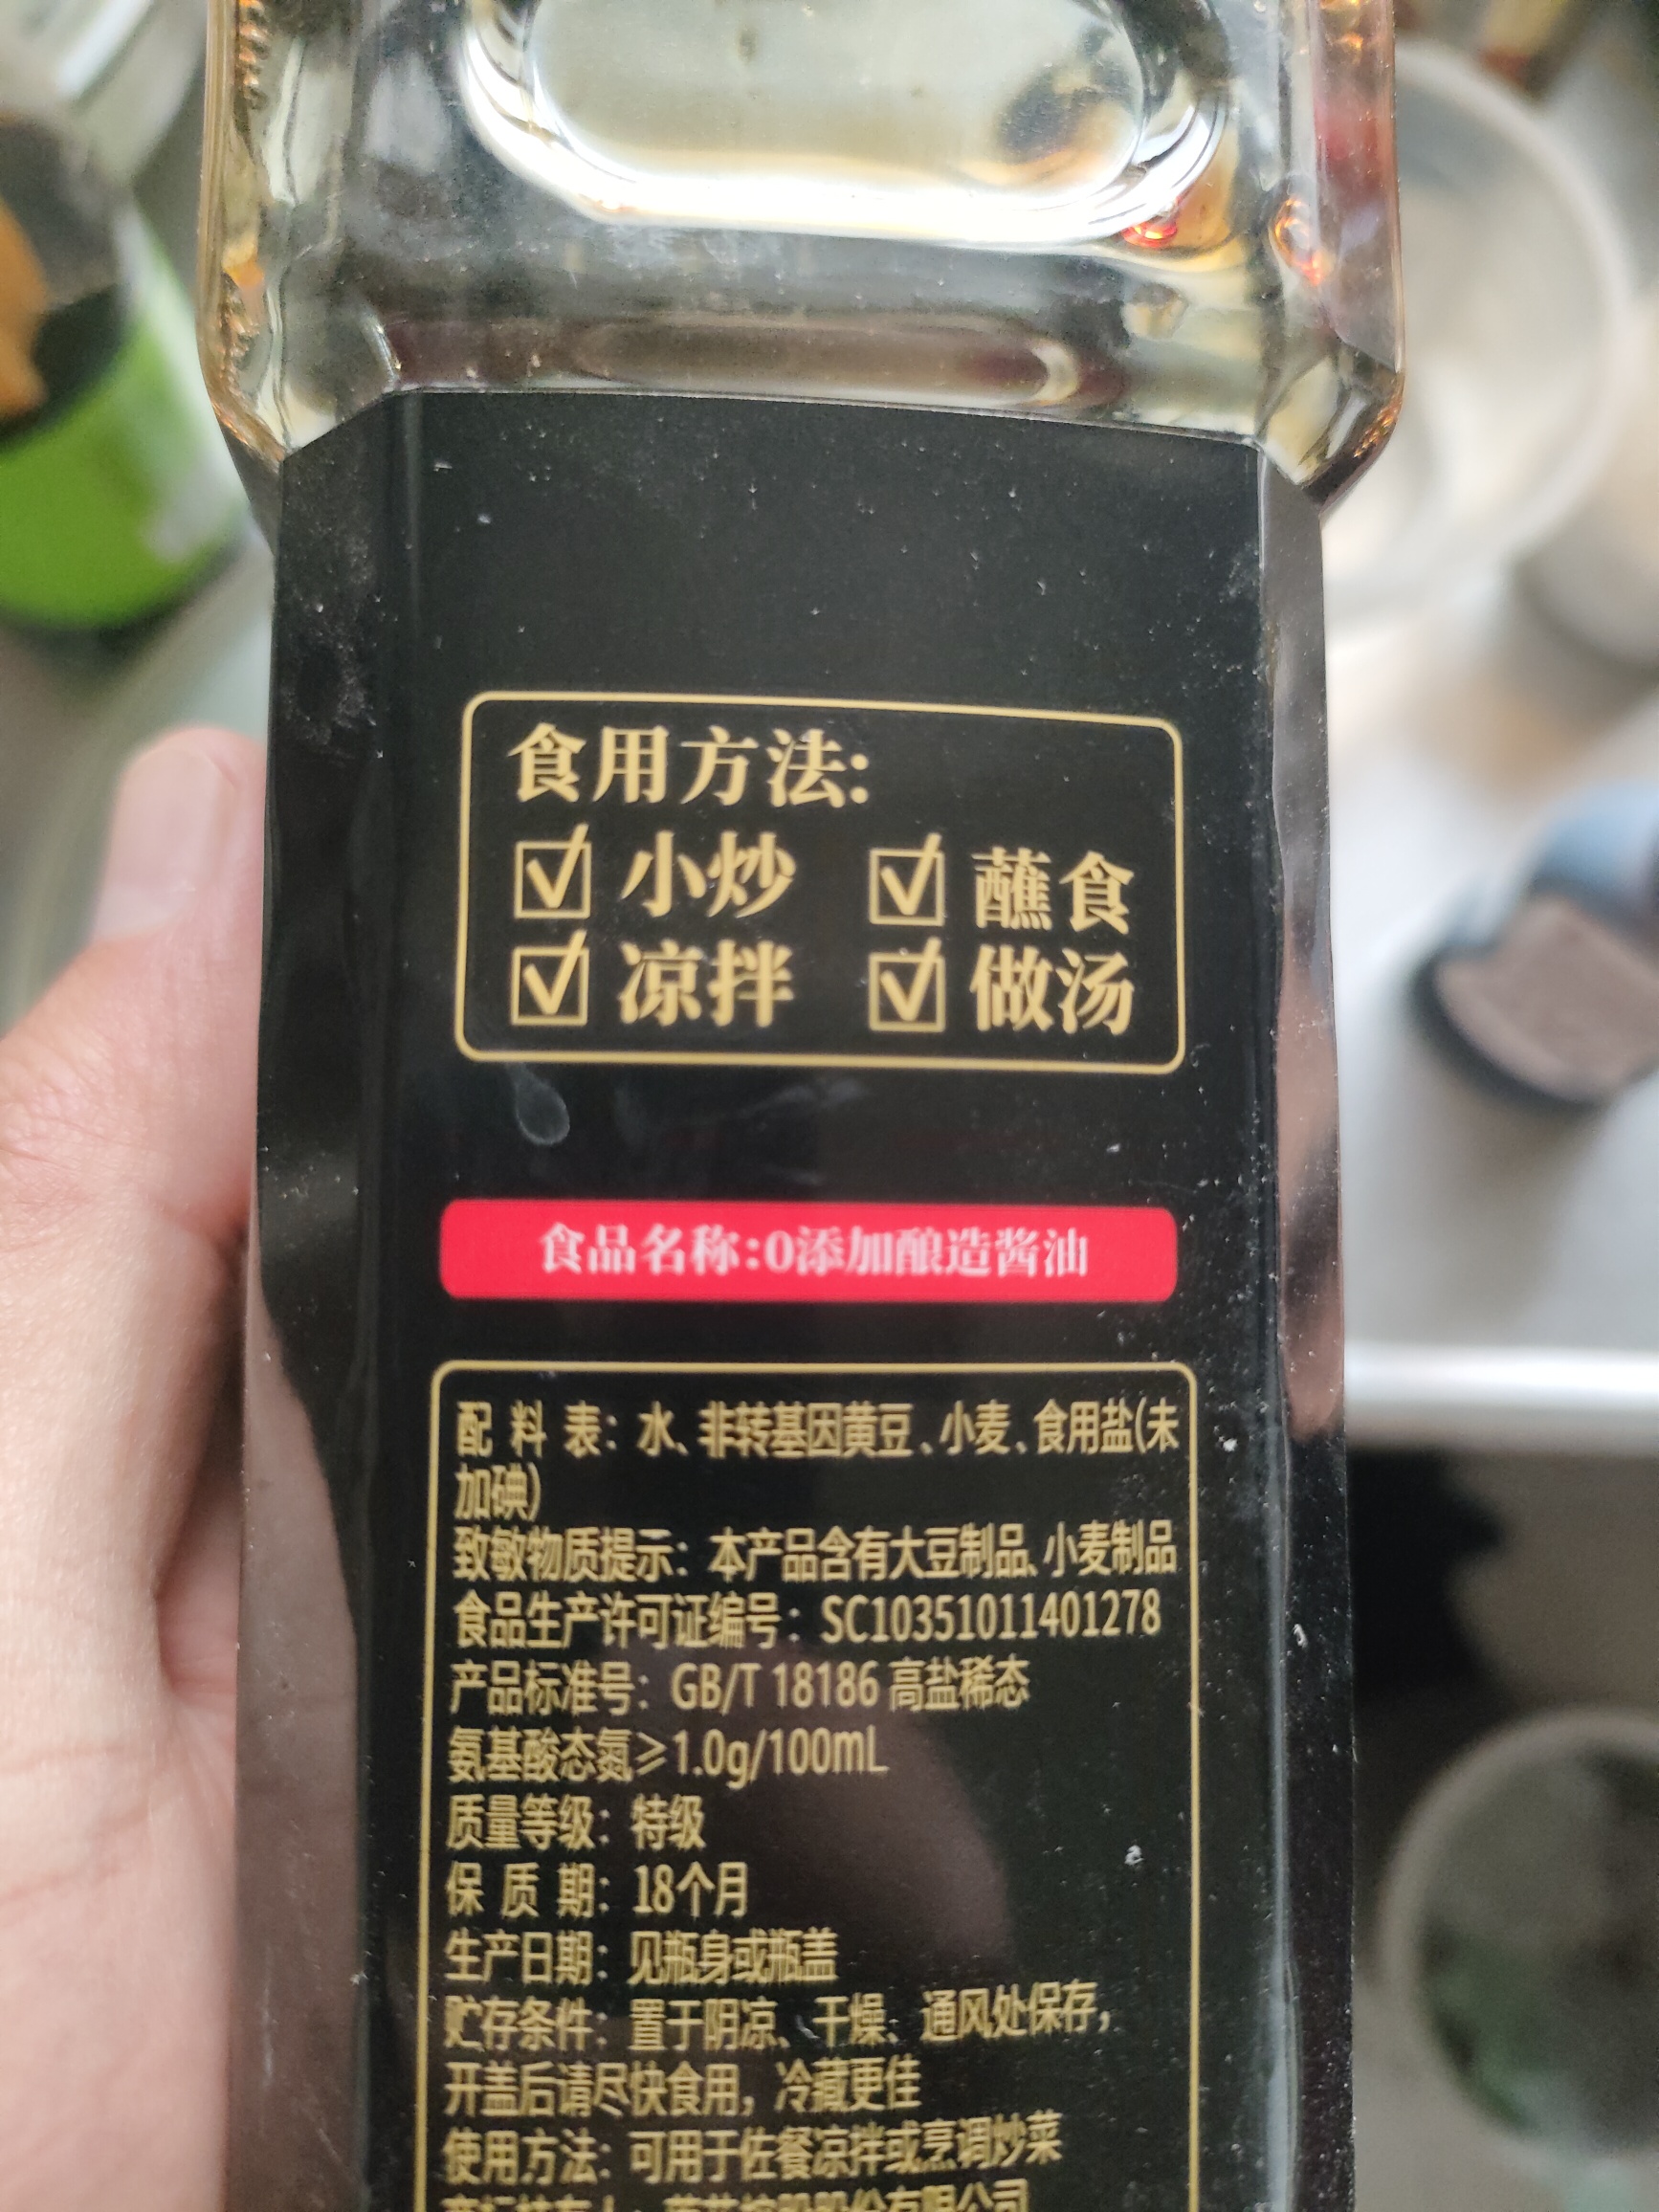 食用方法:
☑ 小炒 ☑ 蘸食
☑ 凉拌 ☑ 做汤
食品名称:0添加酿造酱油
配 料 表：水、非转基因黄豆、小麦、食用盐(未
加碘)
致敏物质提示：本产品含有大豆制品、小麦制品
食品生产许可证编号：SC10351011401278
产品标准号：GB/T 18186 高盐稀态
氨基酸态氮≥1.0g/100mL
质量等级：特级
保 质 期：18个月
生产日期：见瓶身或瓶盖
贮存条件：置于阴凉、干燥、通风处保存，
开盖后请尽快食用，冷藏更佳
使用方法：可用于佐餐凉拌或烹调炒菜
股份有限公司